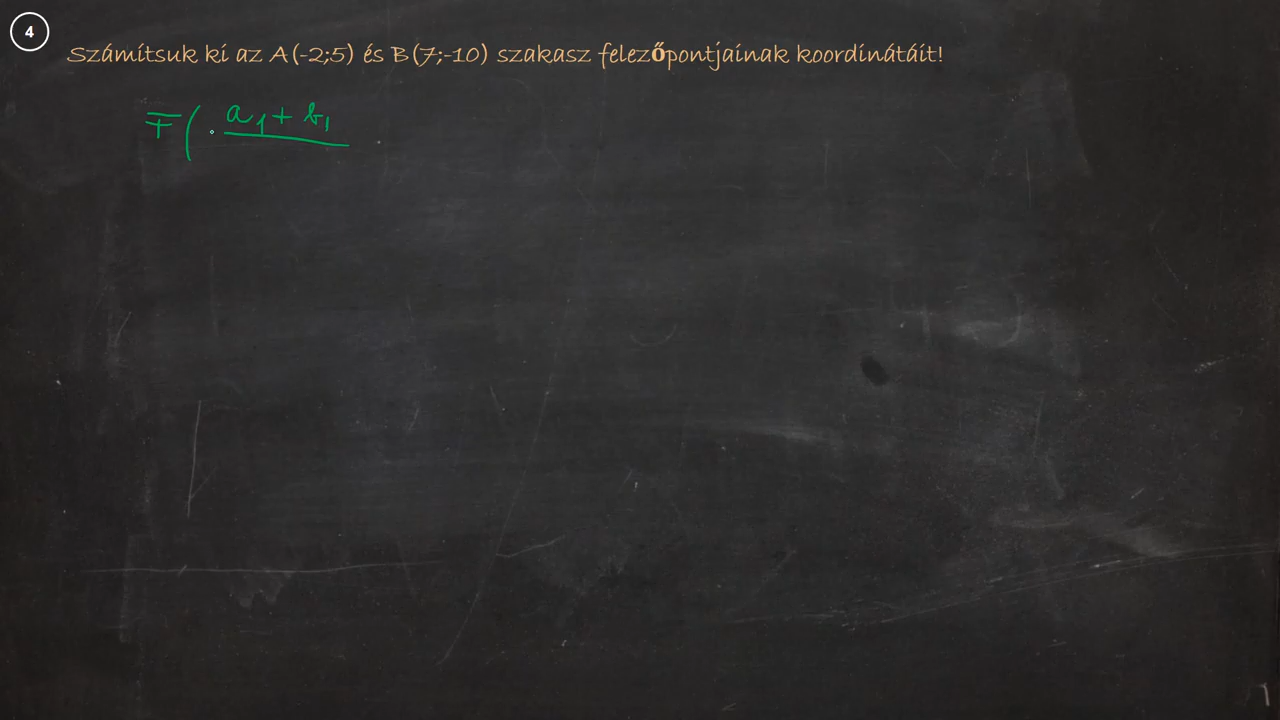 4
Számítsuk ki az A(-2;5) és B(7;-10) szakasz felezőpontjainak koordinátáit!
F( a₁ + b₁